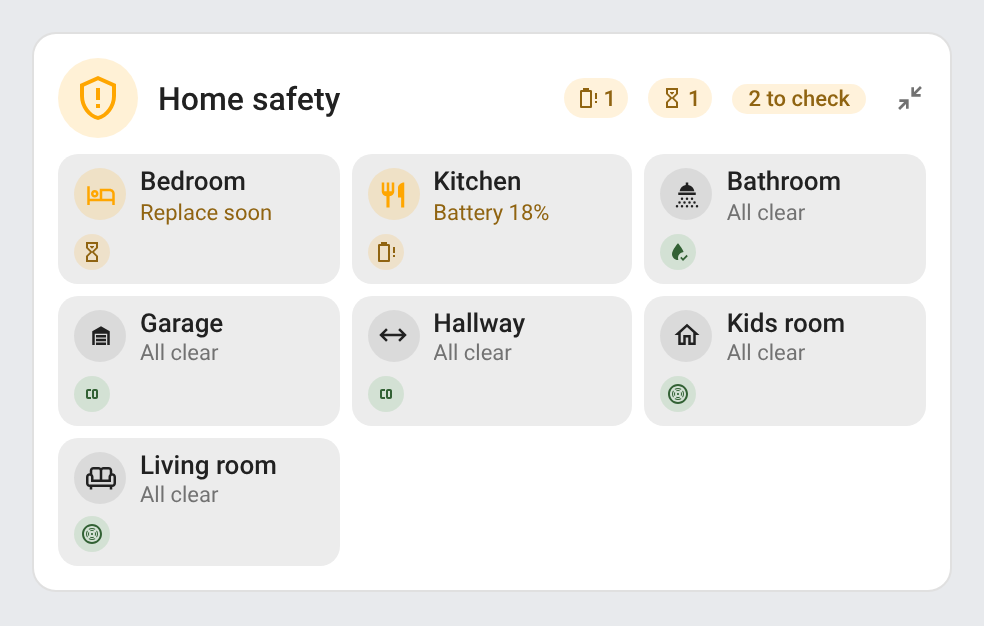 Home safety
1
1
2 to check
Bedroom
Replace soon
Kitchen
Battery 18%
Bathroom
All clear
Garage
All clear
CO
Hallway
All clear
CO
Kids room
All clear
Living room
All clear